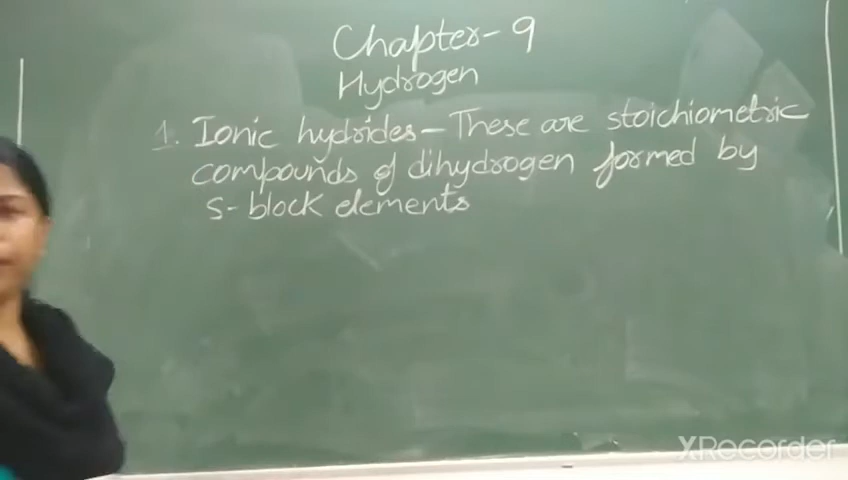 Chapter - 9
Hydrogen
1. Ionic hydrides - These are stoichiometric
compounds of dihydrogen formed by
s-block elements
XRecorder